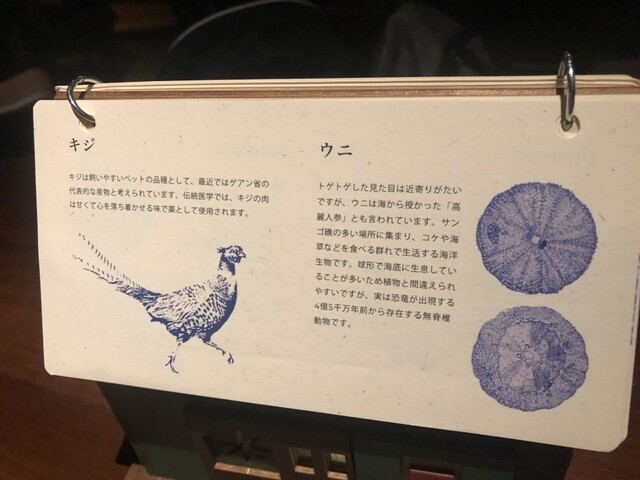 キジ
キジは飼いやすいペットの品種として、最近ではゲアン省の
代表的な産物と考えられています。伝統医学では、キジの肉
は甘くて心を落ち着かせる味で薬として使用されます。
ウニ
トゲトゲした見た目は近寄りがたい
ですが、ウニは海から授かった「高
麗人参」とも言われています。サン
ゴ礁の多い場所に集まり、コケや海
草などを食べる群れで生活する海洋
生物です。球形で海底に生息してい
ることが多いため植物と間違えられ
やすいですが、実は恐竜が出現する
4億5千万年前から存在する無脊椎
動物です。